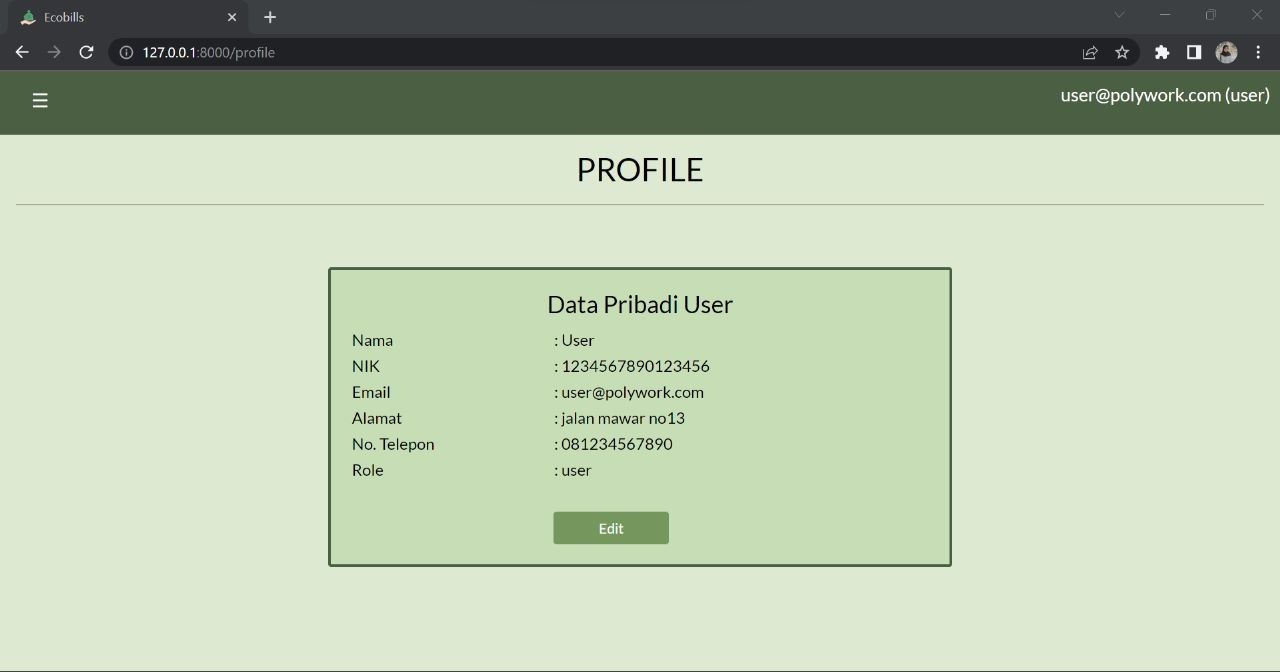 Ecobills
127.0.0.1:8000/profile
user@polywork.com (user)
PROFILE
Data Pribadi User
Nama : User
NIK : 1234567890123456
Email : user@polywork.com
Alamat : jalan mawar no13
No. Telepon : 081234567890
Role : user
Edit